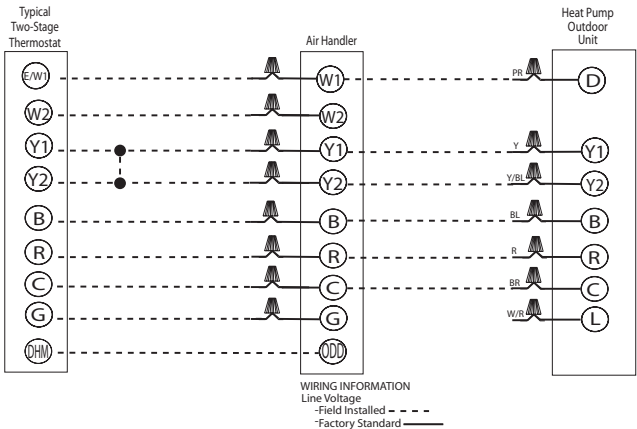 Typical
Two-Stage
Thermostat
Air Handler
Heat Pump
Outdoor
Unit
E/W1 W1 PR D
W2 W2
Y1 Y1 Y Y1
Y2 Y2 Y/BL Y2
B B BL B
R R R R
C C BR C
G G W/R L
DHM ODD
WIRING INFORMATION
Line Voltage
-Field Installed
-Factory Standard